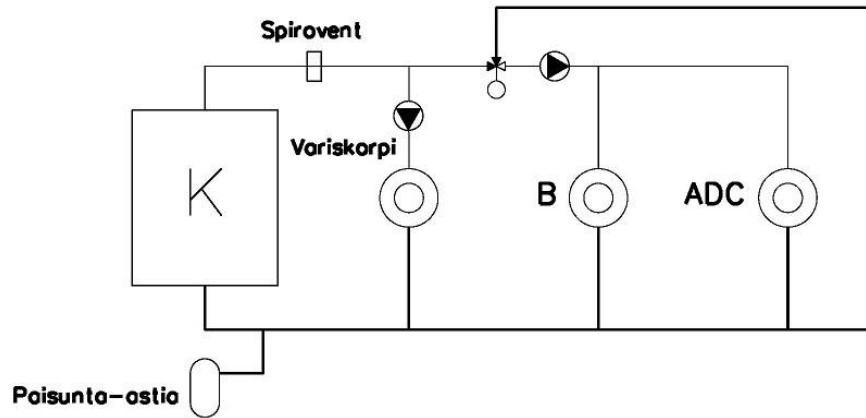 Spirovent
Variskorpi
K
B
ADC
Paisunta-astia